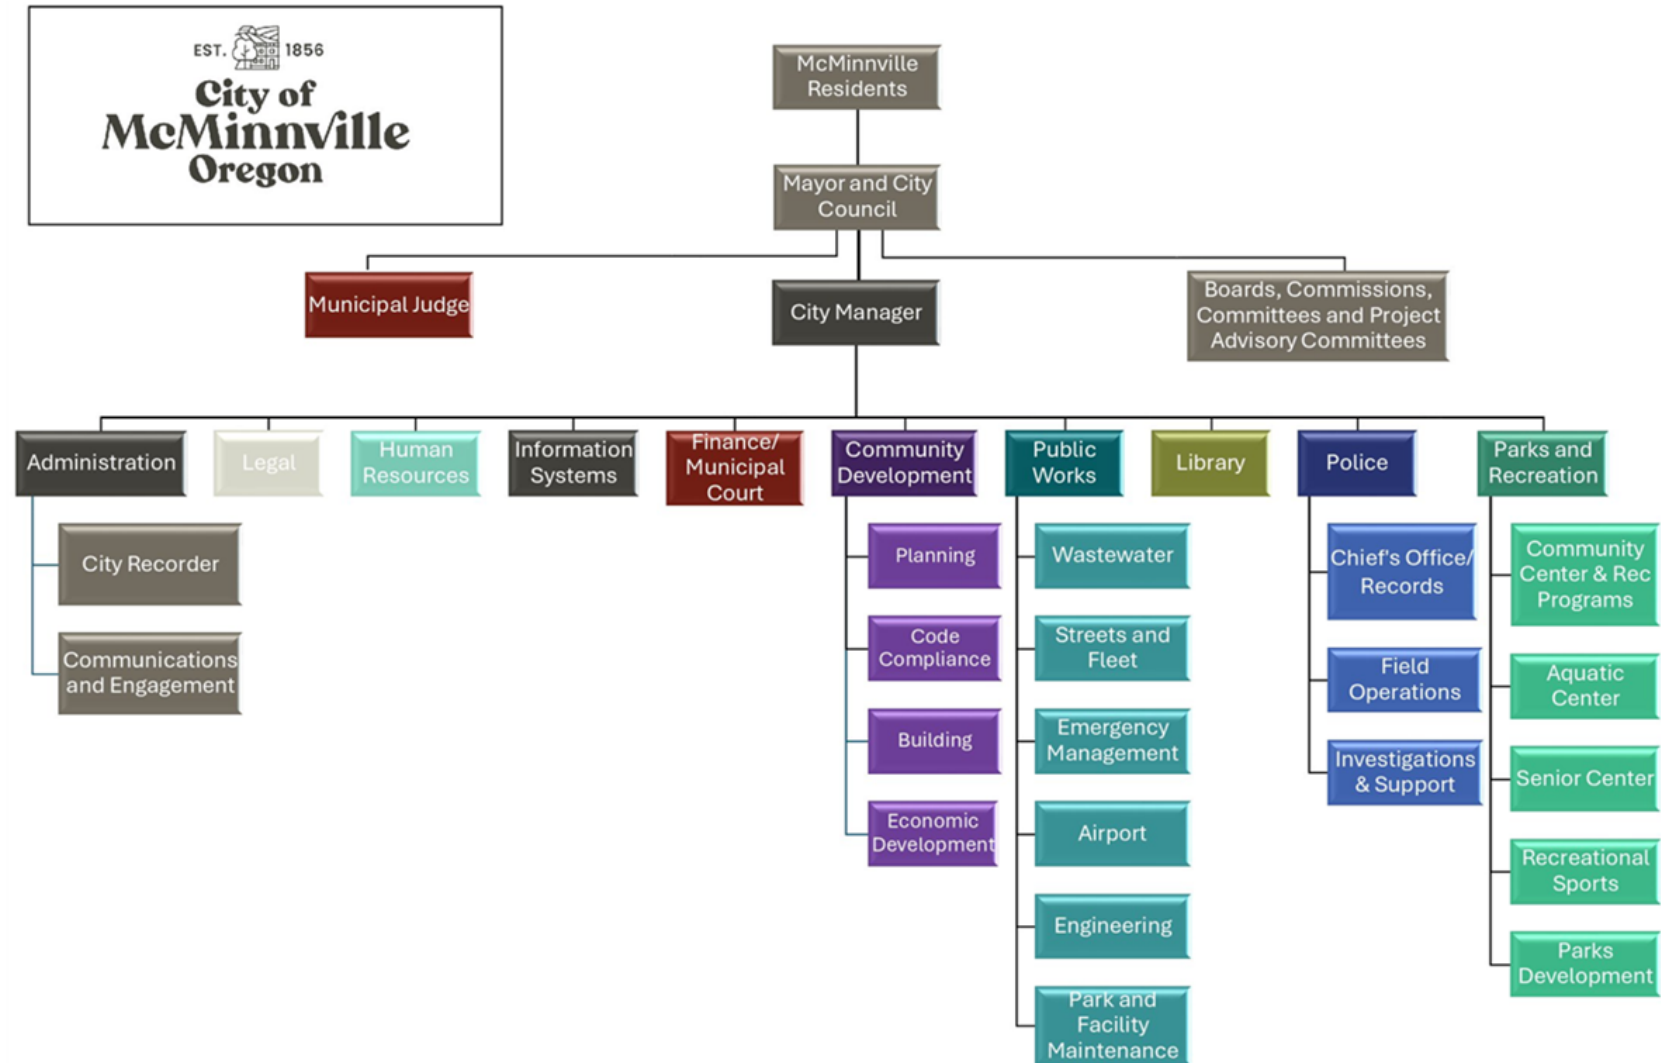 EST. 1856
City of
McMinnville
Oregon
McMinnville
Residents
Mayor and City
Council
Municipal Judge
City Manager
Boards, Commissions,
Committees and Project
Advisory Committees
Administration
Legal
Human
Resources
Information
Systems
Finance/
Municipal
Court
Community
Development
Public
Works
Library
Police
Parks and
Recreation
City Recorder
Communications
and Engagement
Planning
Code
Compliance
Building
Economic
Development
Wastewater
Streets and
Fleet
Emergency
Management
Airport
Engineering
Park and
Facility
Maintenance
Chief's Office/
Records
Field
Operations
Investigations
& Support
Community
Center & Rec
Programs
Aquatic
Center
Senior Center
Recreational
Sports
Parks
Development